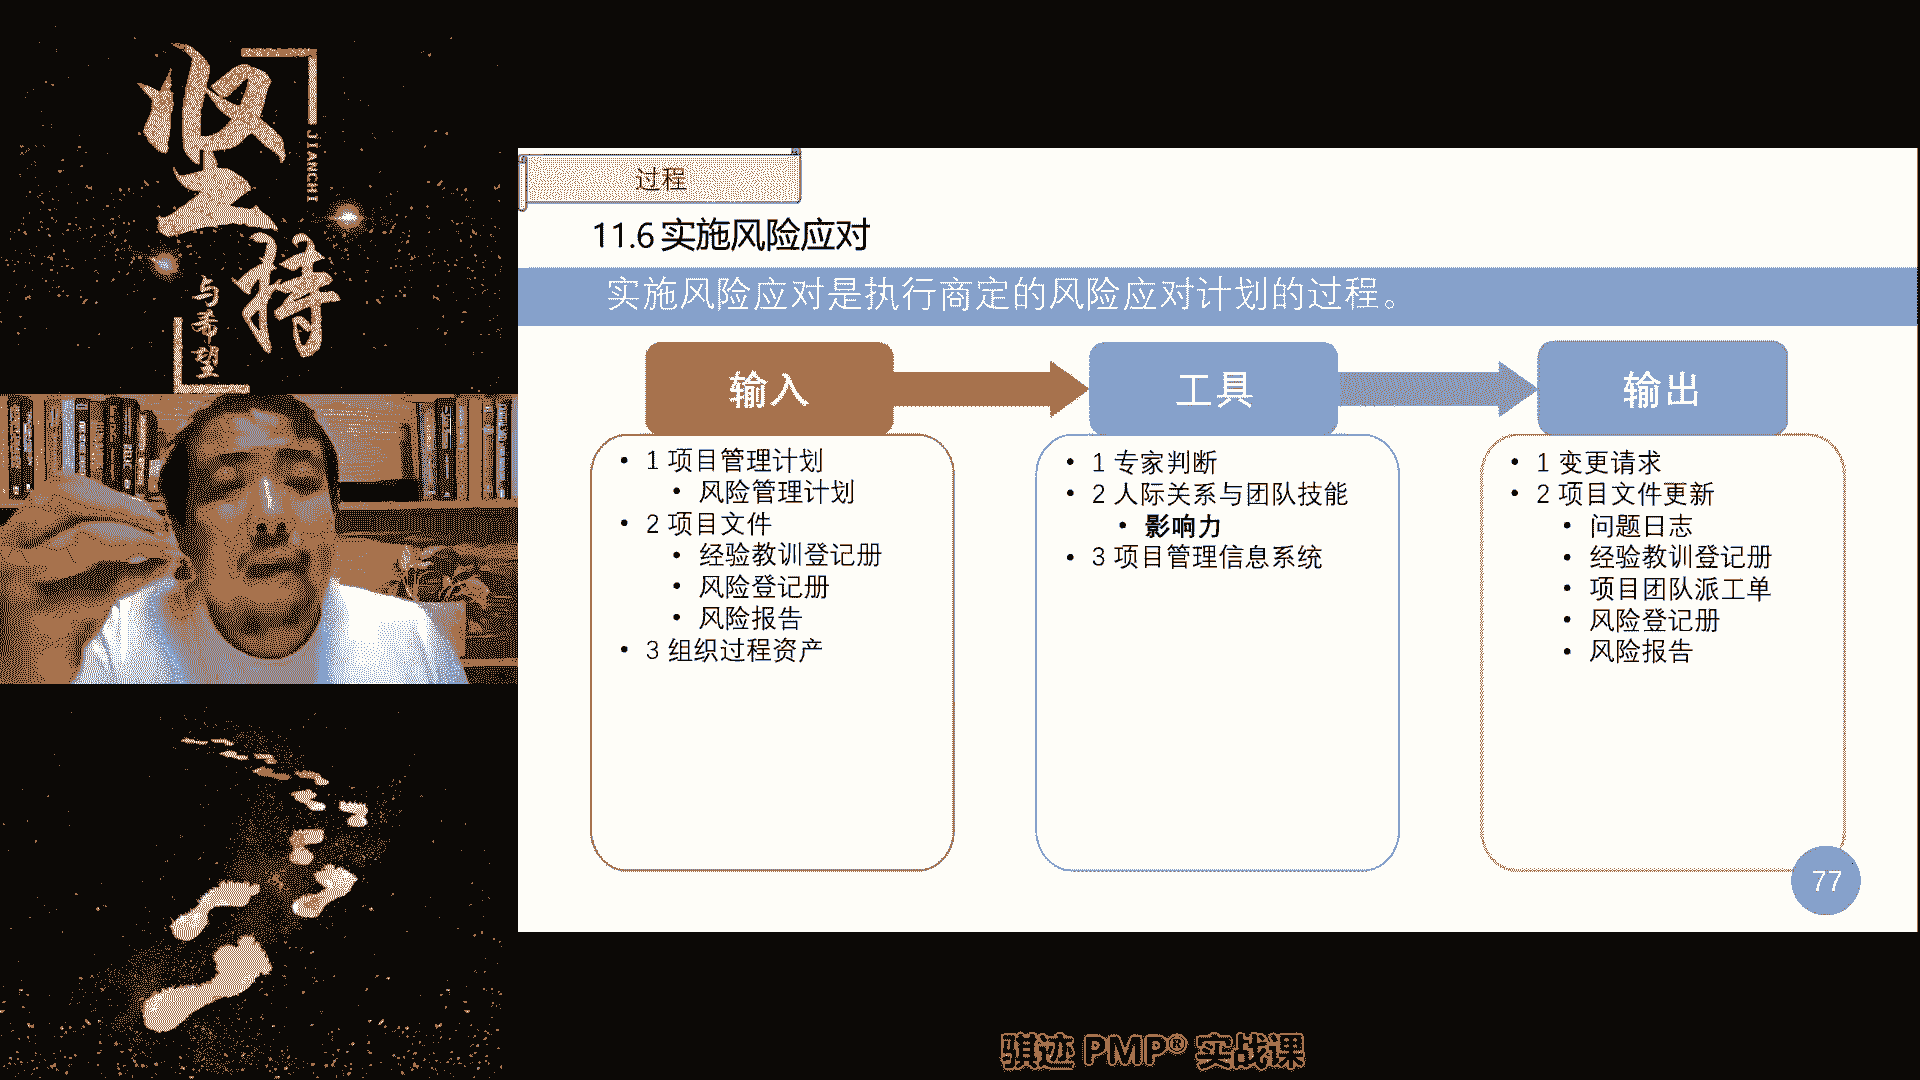 坚
持
JIANCHI
与希望
过程
11.6 实施风险应对
实施风险应对是执行商定的风险应对计划的过程。
输入
• 1 项目管理计划
• 风险管理计划
• 2 项目文件
• 经验教训登记册
• 风险登记册
• 风险报告
• 3 组织过程资产
工具
• 1 专家判断
• 2 人际关系与团队技能
• 影响力
• 3 项目管理信息系统
输出
• 1 变更请求
• 2 项目文件更新
• 问题日志
• 经验教训登记册
• 项目团队派工单
• 风险登记册
• 风险报告
77
骐迹 PMP® 实战课